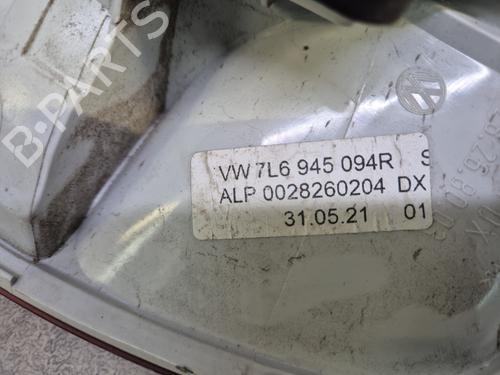 B-PARTS
VW 7L6 945 094R S
ALP 0028260204 DX
31.05.21 01